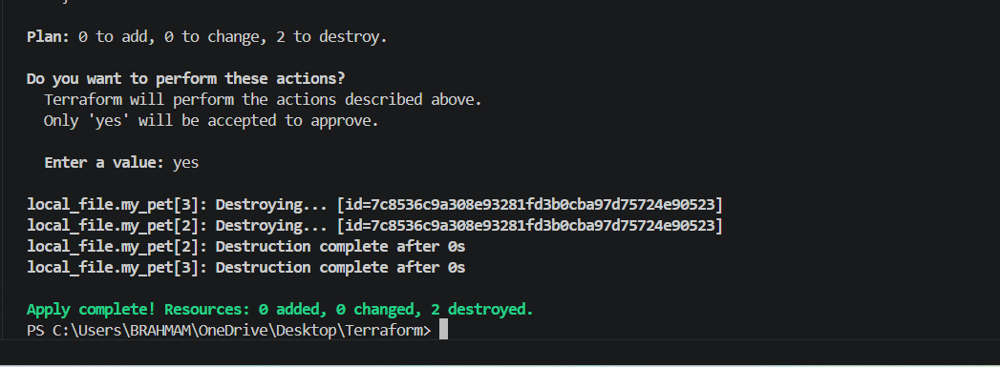 Plan: 0 to add, 0 to change, 2 to destroy.
Do you want to perform these actions?
Terraform will perform the actions described above.
Only 'yes' will be accepted to approve.
Enter a value: yes
local_file.my_pet[3]: Destroying... [id=7c8536c9a308e93281fd3b0cba97d75724e90523]
local_file.my_pet[2]: Destroying... [id=7c8536c9a308e93281fd3b0cba97d75724e90523]
local_file.my_pet[2]: Destruction complete after 0s
local_file.my_pet[3]: Destruction complete after 0s
Apply complete! Resources: 0 added, 0 changed, 2 destroyed.
PS C:\Users\BRAHMAM\OneDrive\Desktop\Terraform>